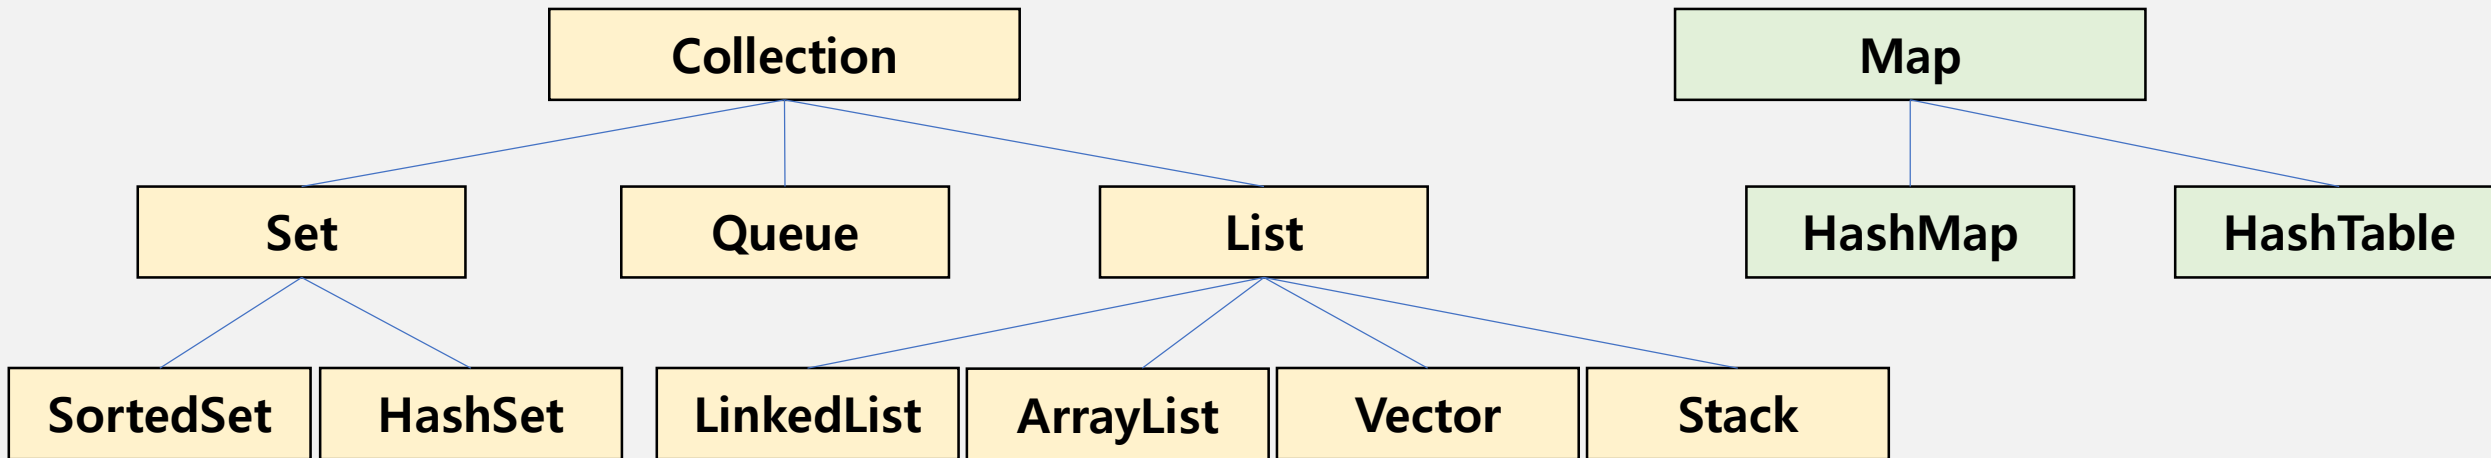 Collection
Map
Set
Queue
List
HashMap
HashTable
SortedSet
HashSet
LinkedList
ArrayList
Vector
Stack